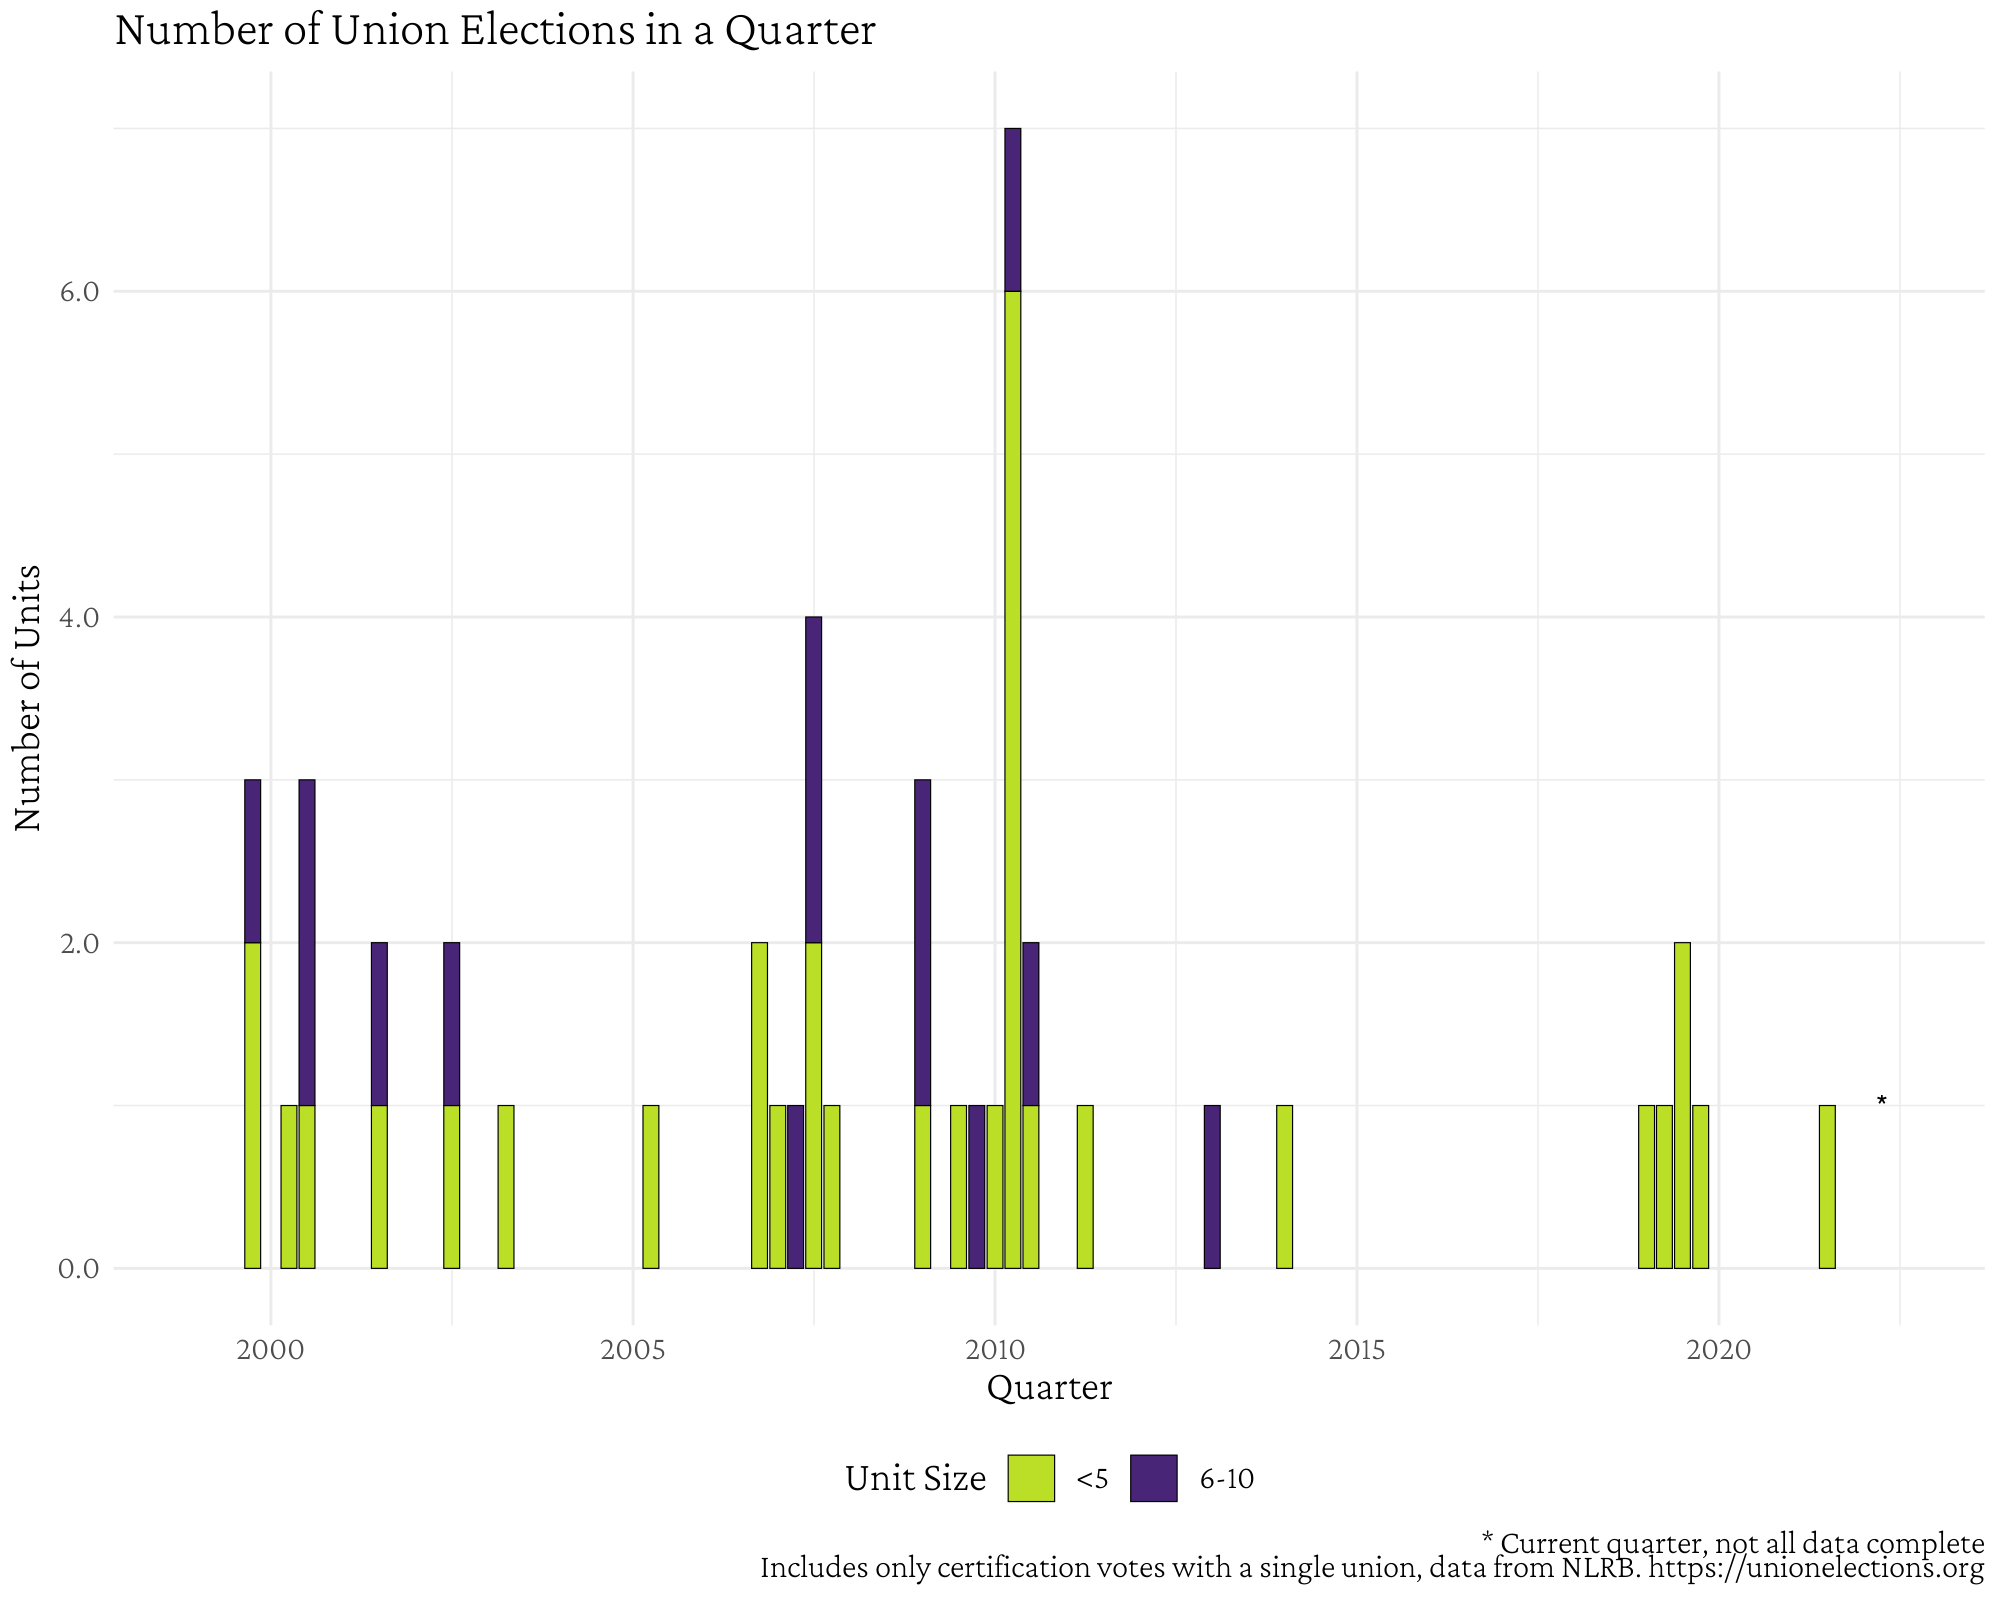 Number of Union Elections in a Quarter
Number of Units
6.0
4.0
2.0
0.0
*
2000 2005 2010 2015 2020
Quarter
Unit Size <5 6-10
* Current quarter, not all data complete
Includes only certification votes with a single union, data from NLRB. https://unionelections.org